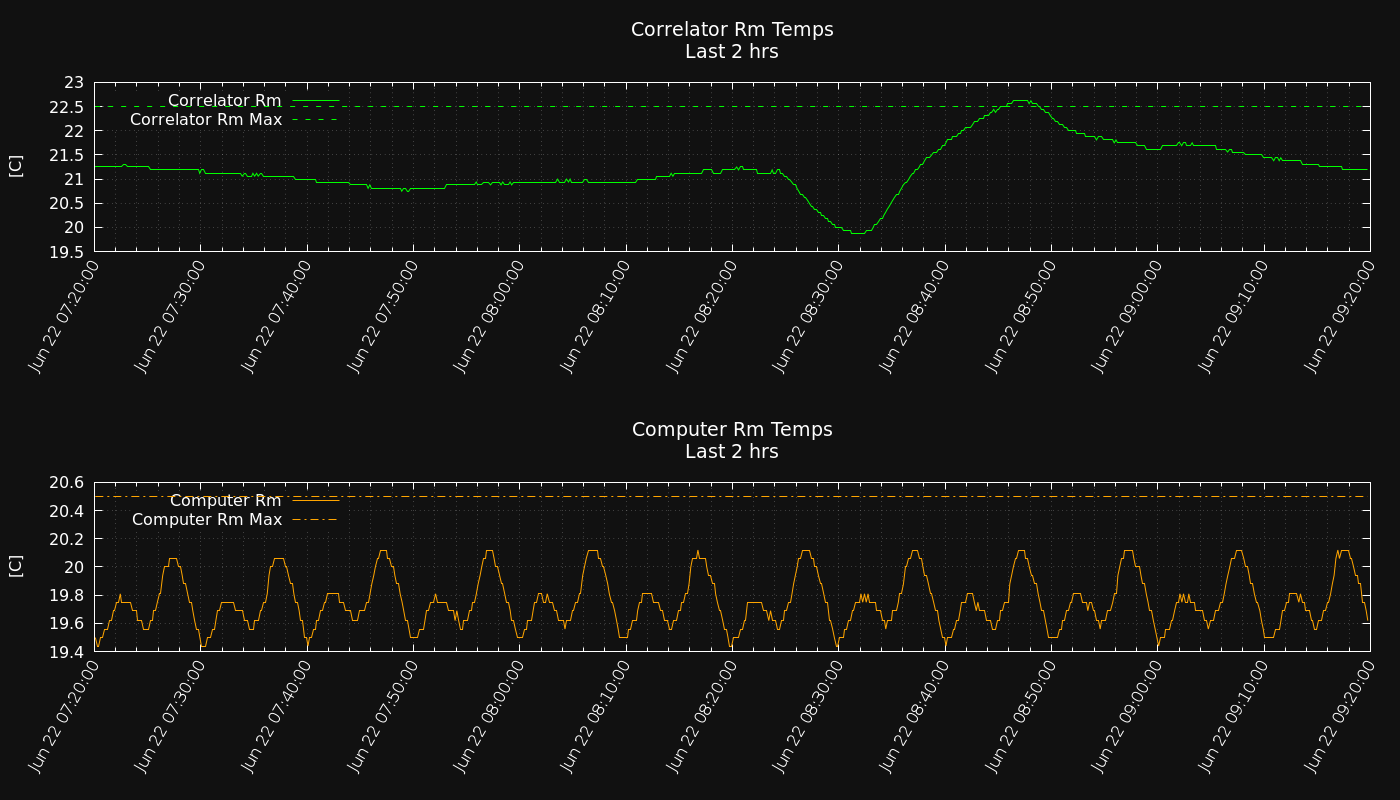 Correlator Rm Temps
Last 2 hrs
23
22.5
22
21.5
21
20.5
20
19.5
[C]
Correlator Rm
Correlator Rm Max
Jun 22 07:20:00
Jun 22 07:30:00
Jun 22 07:40:00
Jun 22 07:50:00
Jun 22 08:00:00
Jun 22 08:10:00
Jun 22 08:20:00
Jun 22 08:30:00
Jun 22 08:40:00
Jun 22 08:50:00
Jun 22 09:00:00
Jun 22 09:10:00
Jun 22 09:20:00
Computer Rm Temps
Last 2 hrs
20.6
20.4
20.2
20
19.8
19.6
19.4
[C]
Computer Rm
Computer Rm Max
Jun 22 07:20:00
Jun 22 07:30:00
Jun 22 07:40:00
Jun 22 07:50:00
Jun 22 08:00:00
Jun 22 08:10:00
Jun 22 08:20:00
Jun 22 08:30:00
Jun 22 08:40:00
Jun 22 08:50:00
Jun 22 09:00:00
Jun 22 09:10:00
Jun 22 09:20:00